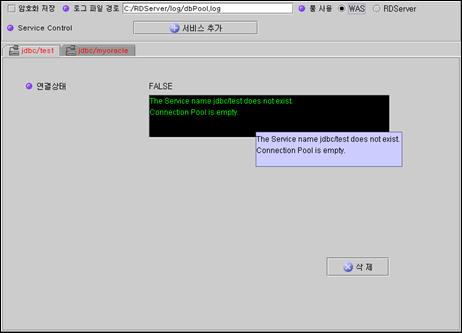 암호화 저장 로그 파일 경로 C:/RDServer/log/dbPool.log 풀 사용 WAS RDServer
Service Control 서비스 추가
jdbc/test jdbc/myoracle
연결상태 FALSE
The Service name jdbc/test does not exist.
Connection Pool is empty.
The Service name jdbc/test does not exist.
Connection Pool is empty.
삭 제